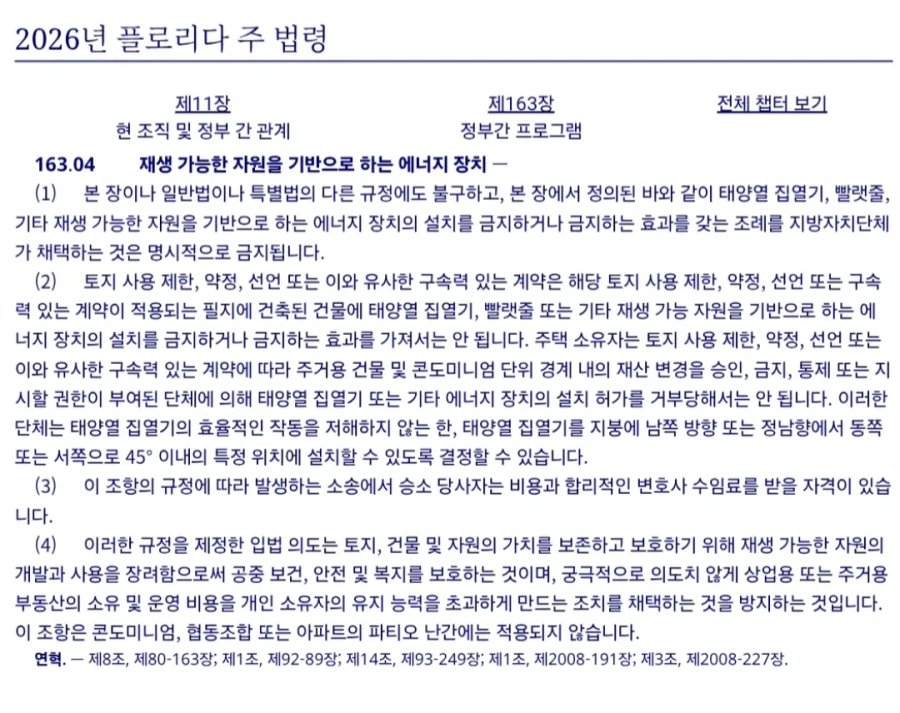 2026년 플로리다 주 법령
제11장 제163장 전체 챕터 보기
현 조직 및 정부 간 관계 정부간 프로그램
163.04 재생 가능한 자원을 기반으로 하는 에너지 장치 —
(1) 본 장이나 일반법이나 특별법의 다른 규정에도 불구하고, 본 장에서 정의된 바와 같이 태양열 집열기, 빨랫줄,
기타 재생 가능한 자원을 기반으로 하는 에너지 장치의 설치를 금지하거나 금지하는 효과를 갖는 조례를 지방자치단체
가 채택하는 것은 명시적으로 금지됩니다.
(2) 토지 사용 제한, 약정, 선언 또는 이와 유사한 구속력 있는 계약은 해당 토지 사용 제한, 약정, 선언 또는 구속
력 있는 계약이 적용되는 필지에 건축된 건물에 태양열 집열기, 빨랫줄 또는 기타 재생 가능 자원을 기반으로 하는 에
너지 장치의 설치를 금지하거나 금지하는 효과를 가져서는 안 됩니다. 주택 소유자는 토지 사용 제한, 약정, 선언 또는
이와 유사한 구속력 있는 계약에 따라 주거용 건물 및 콘도미니엄 단위 경계 내의 재산 변경을 승인, 금지, 통제 또는 지
시할 권한이 부여된 단체에 의해 태양열 집열기 또는 기타 에너지 장치의 설치 허가를 거부당해서는 안 됩니다. 이러한
단체는 태양열 집열기의 효율적인 작동을 저해하지 않는 한, 태양열 집열기를 지붕에 남쪽 방향 또는 정남향에서 동쪽
또는 서쪽으로 45° 이내의 특정 위치에 설치할 수 있도록 결정할 수 있습니다.
(3) 이 조항의 규정에 따라 발생하는 소송에서 승소 당사자는 비용과 합리적인 변호사 수임료를 받을 자격이 있습
니다.
(4) 이러한 규정을 제정한 입법 의도는 토지, 건물 및 자원의 가치를 보존하고 보호하기 위해 재생 가능한 자원의
개발과 사용을 장려함으로써 공중 보건, 안전 및 복지를 보호하는 것이며, 궁극적으로 의도치 않게 상업용 또는 주거용
부동산의 소유 및 운영 비용을 개인 소유자의 유지 능력을 초과하게 만드는 조치를 채택하는 것을 방지하는 것입니다.
이 조항은 콘도미니엄, 협동조합 또는 아파트의 파티오 난간에는 적용되지 않습니다.
연혁. — 제8조, 제80-163장; 제1조, 제92-89장; 제14조, 제93-249장; 제1조, 제2008-191장; 제3조, 제2008-227장.